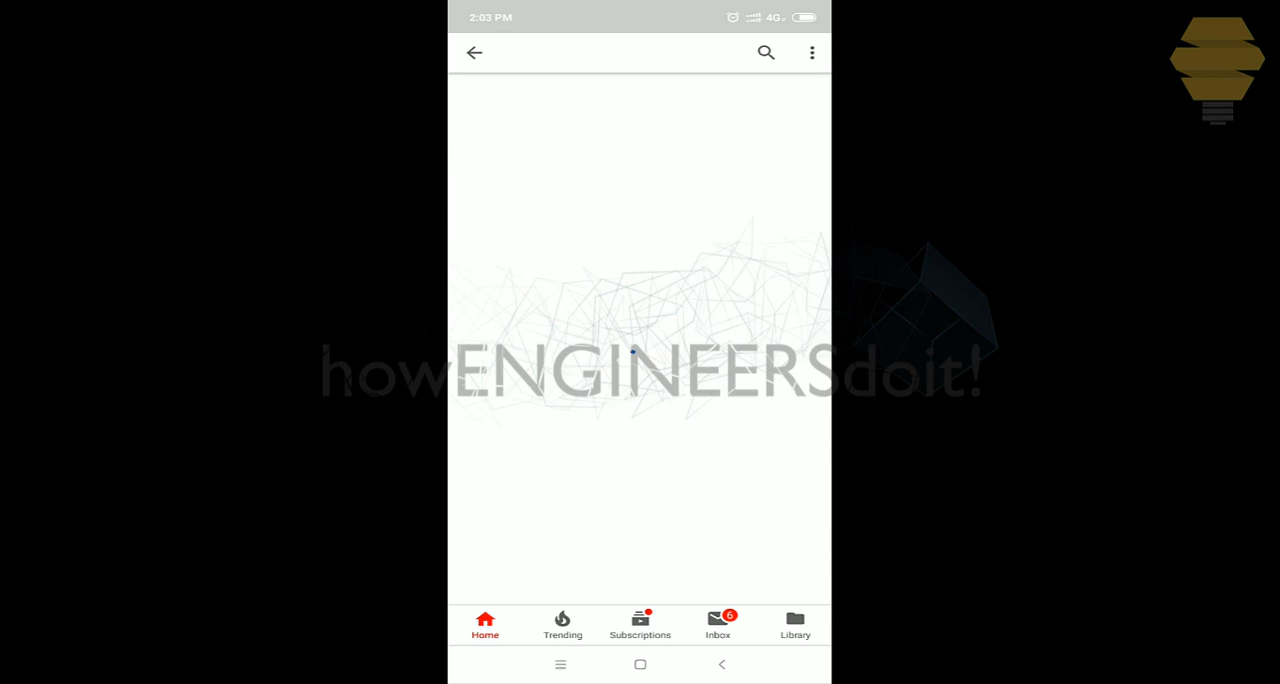 2:03 PM
4G
howENGINEERSdoit!
6
Home
Trending
Subscriptions
Inbox
Library